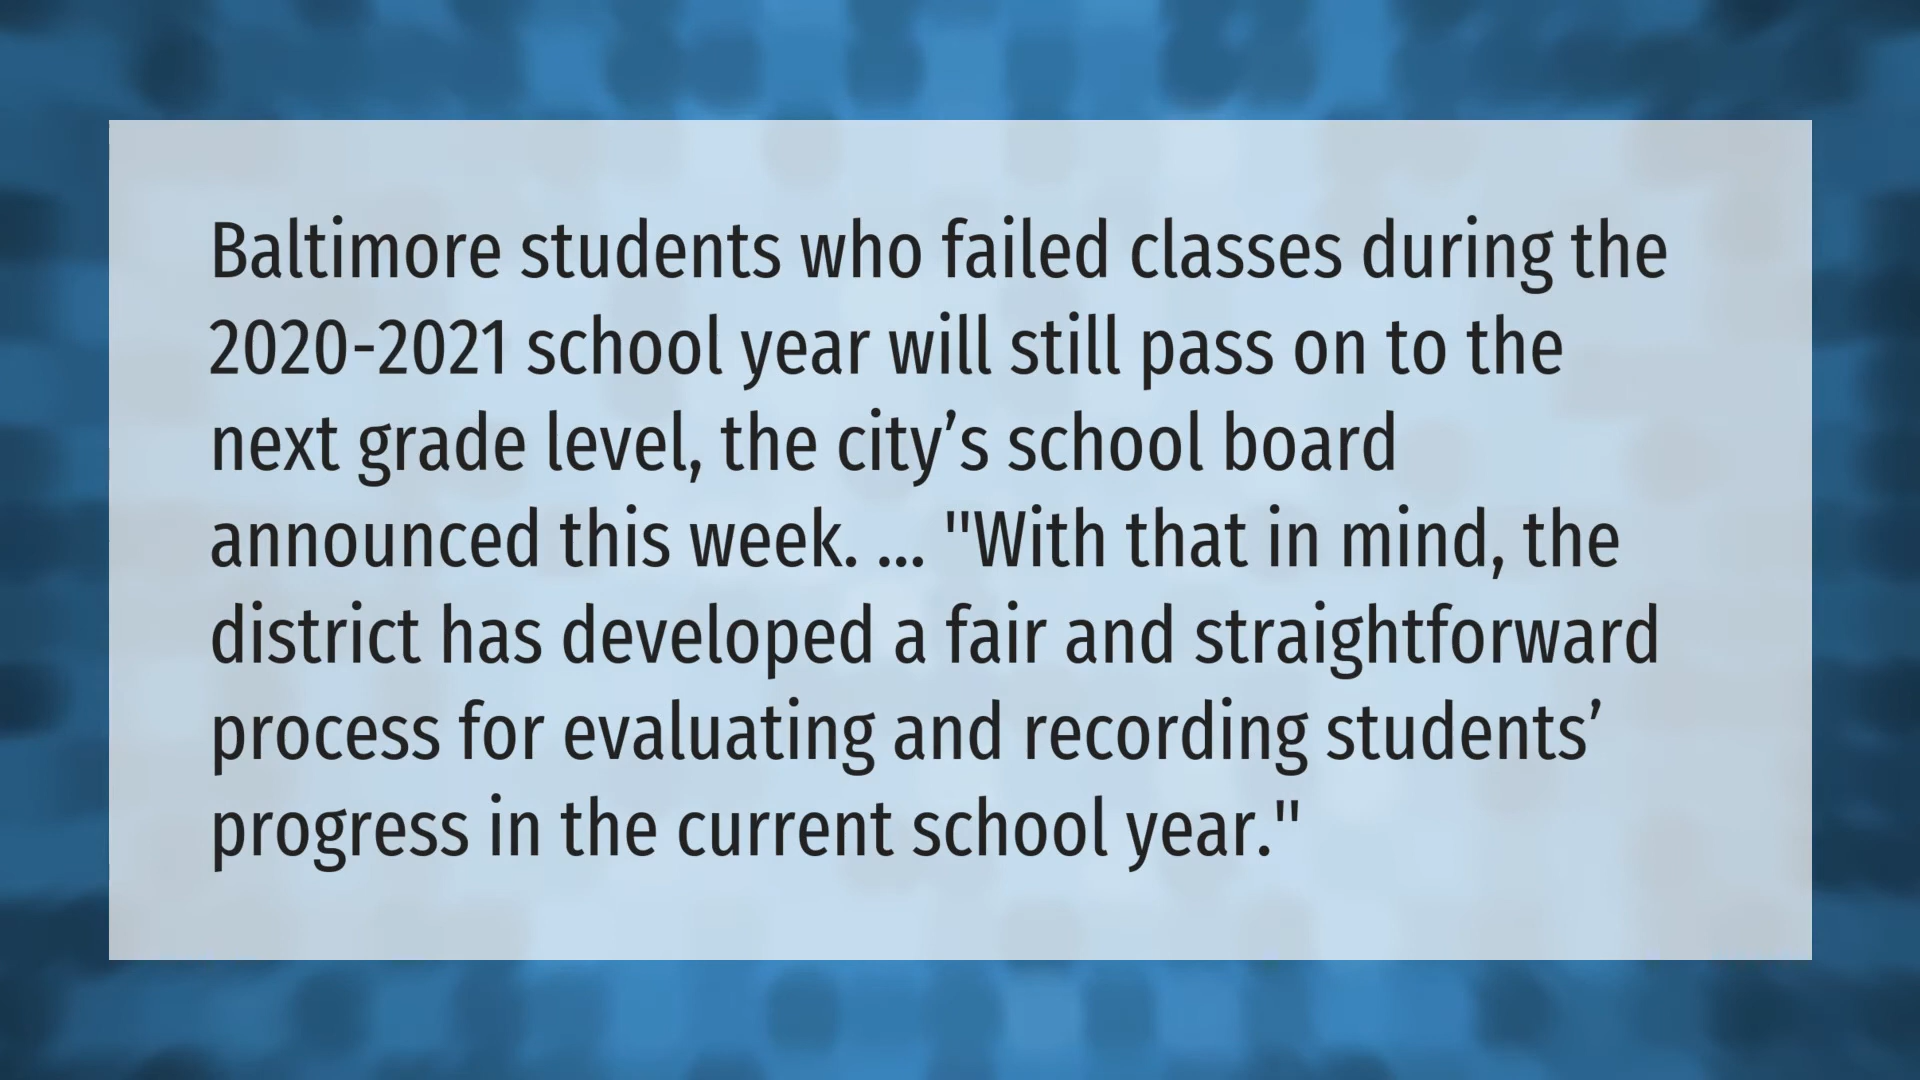 Baltimore students who failed classes during the
2020-2021 school year will still pass on to the
next grade level, the city’s school board
announced this week. ... "With that in mind, the
district has developed a fair and straightforward
process for evaluating and recording students’
progress in the current school year."